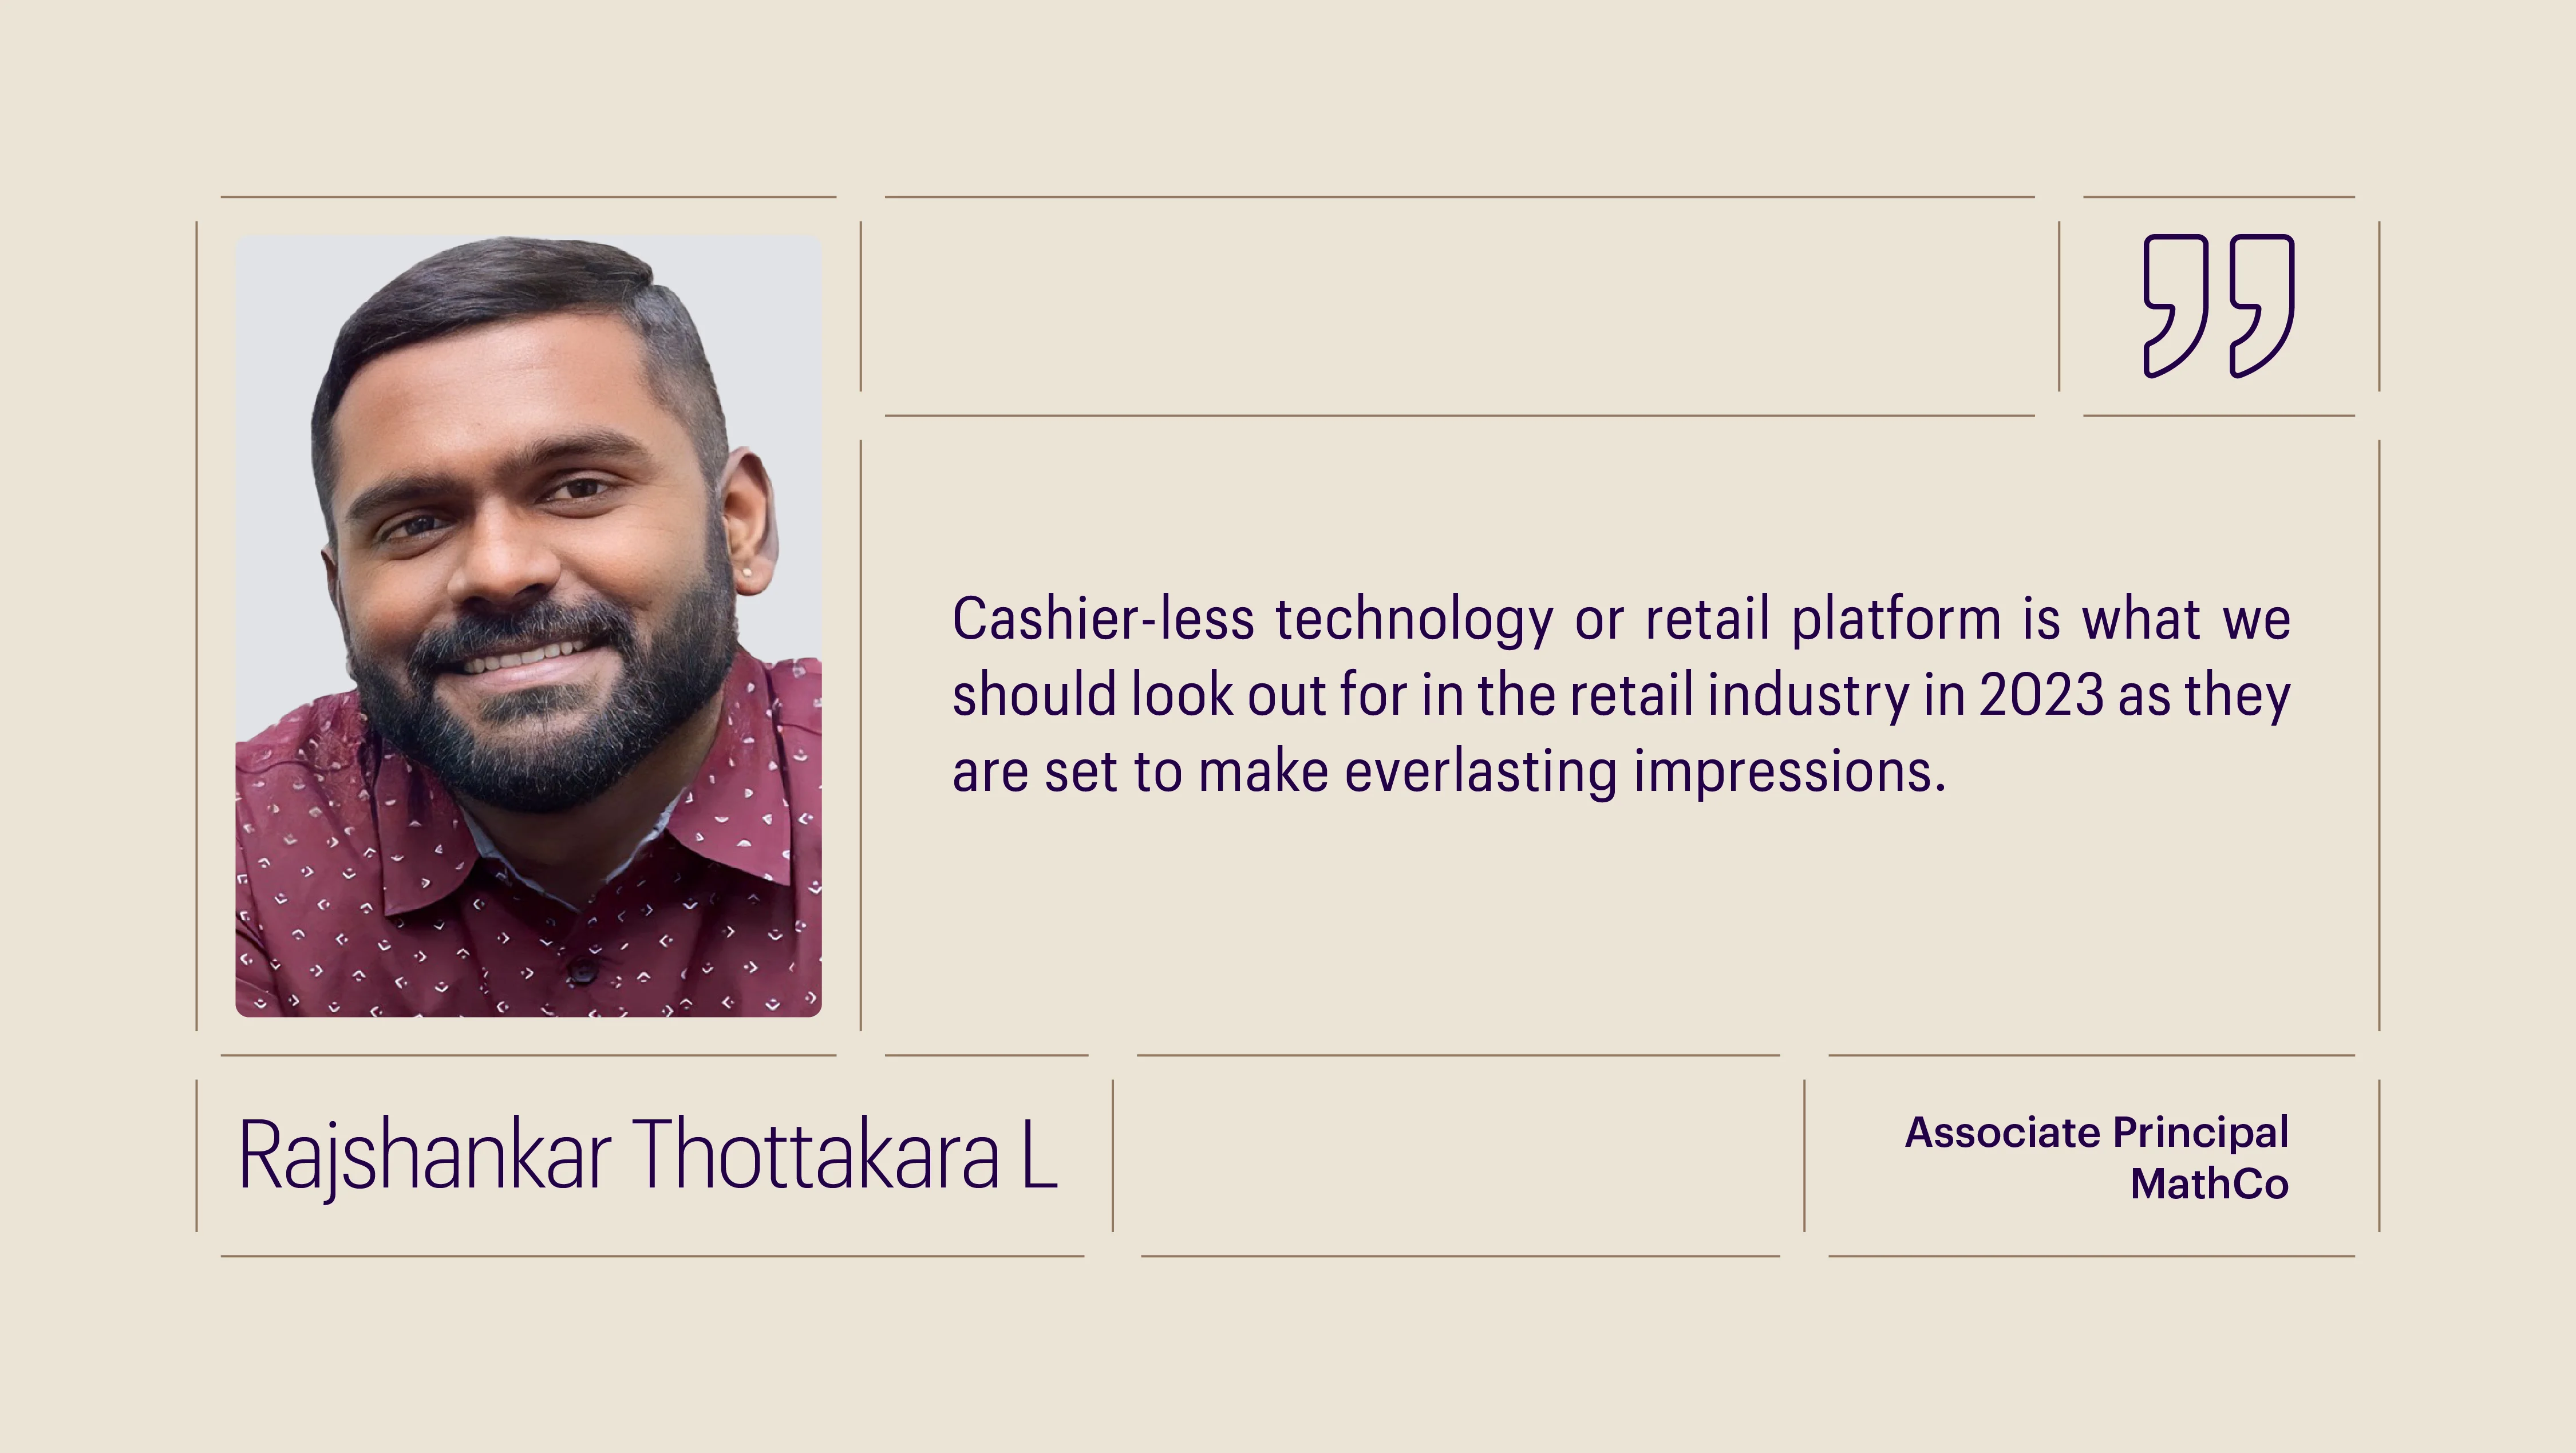 Cashier-less technology or retail platform is what we
should look out for in the retail industry in 2023 as they
are set to make everlasting impressions.
Rajshankar Thottakara L
Associate Principal
MathCo